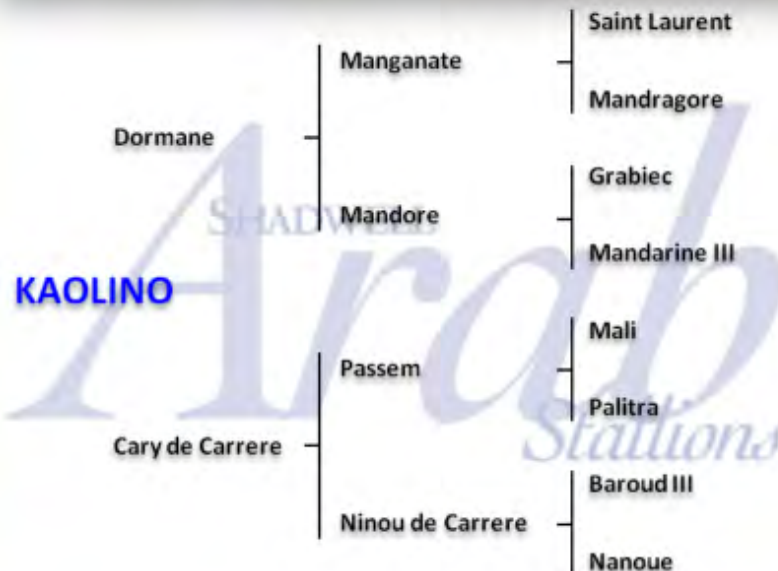 Saint Laurent
Manganate
Mandragore
Dormane
Grabiec
Mandore
SHADWELL
Mandarine III
KAOLINO
Arab
Mali
Passem
Palitra
Stallions
Cary de Carrere
Baroud III
Ninou de Carrere
Nanoue